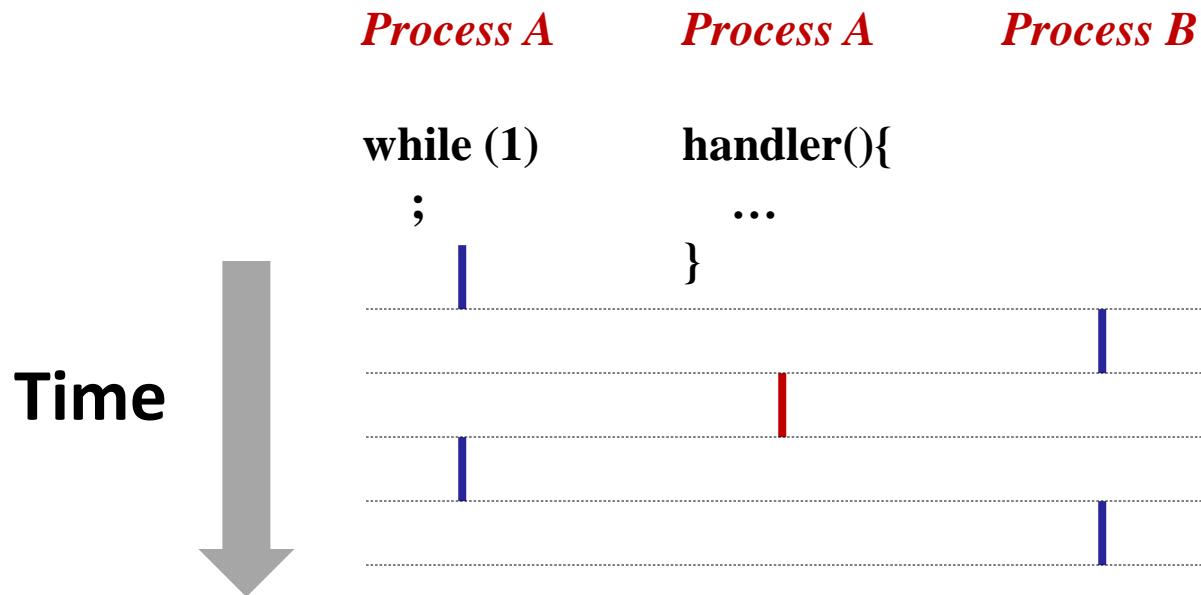 Process A Process A Process B
while (1) handler(){
; …
}
Time